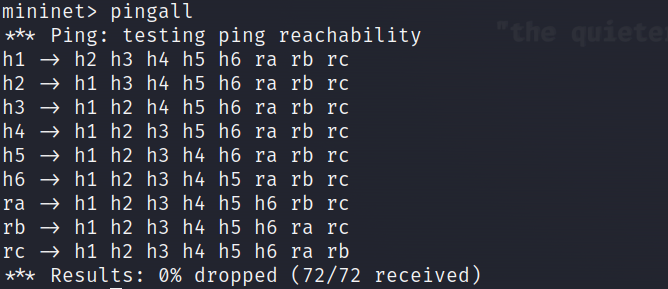 mininet> pingall
*** Ping: testing ping reachability
h1 -> h2 h3 h4 h5 h6 ra rb rc
h2 -> h1 h3 h4 h5 h6 ra rb rc
h3 -> h1 h2 h4 h5 h6 ra rb rc
h4 -> h1 h2 h3 h5 h6 ra rb rc
h5 -> h1 h2 h3 h4 h6 ra rb rc
h6 -> h1 h2 h3 h4 h5 ra rb rc
ra -> h1 h2 h3 h4 h5 h6 rb rc
rb -> h1 h2 h3 h4 h5 h6 ra rc
rc -> h1 h2 h3 h4 h5 h6 ra rb
*** Results: 0% dropped (72/72 received)
"the quiete